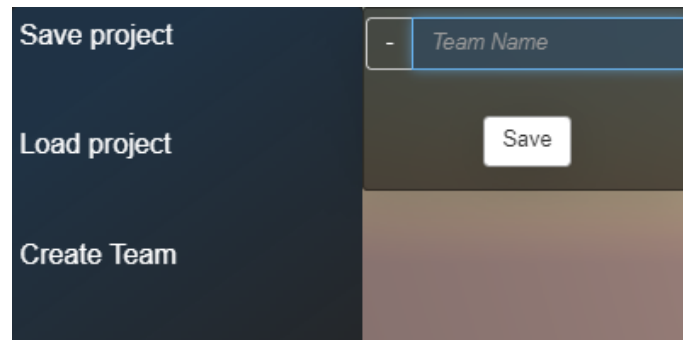 Save project
- Team Name
Load project
Save
Create Team